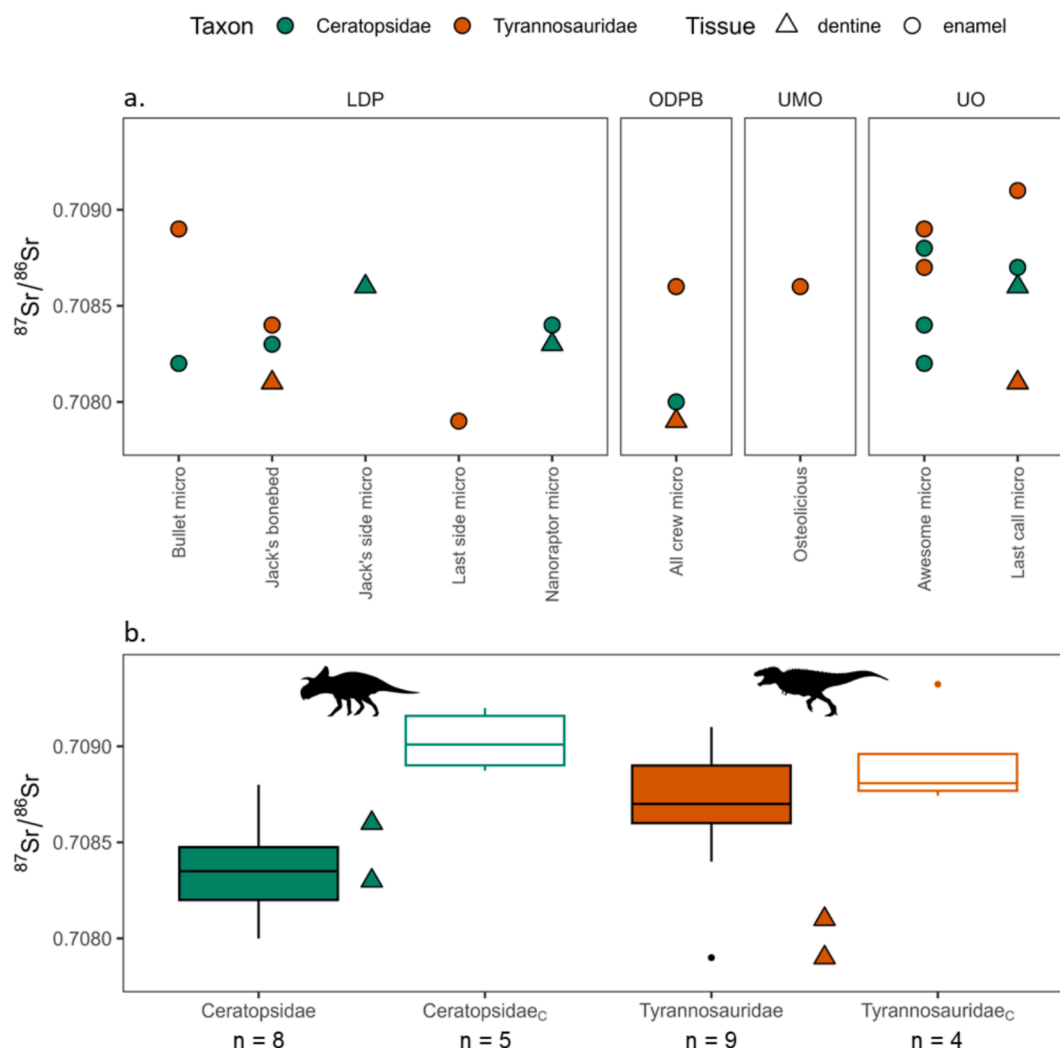 Taxon Ceratopsidae Tyrannosauridae Tissue dentine enamel
a. LDP ODPB UMO UO
⁸⁷Sr/⁸⁶Sr
0.7090
0.7085
0.7080
Bullet micro
Jack's bonebed
Jack's side micro
Last side micro
Nanoraptor micro
All crew micro
Osteolicious
Awesome micro
Last call micro
b.
⁸⁷Sr/⁸⁶Sr
0.7090
0.7085
0.7080
Ceratopsidae Ceratopsidae꜀ Tyrannosauridae Tyrannosauridae꜀
n = 8 n = 5 n = 9 n = 4